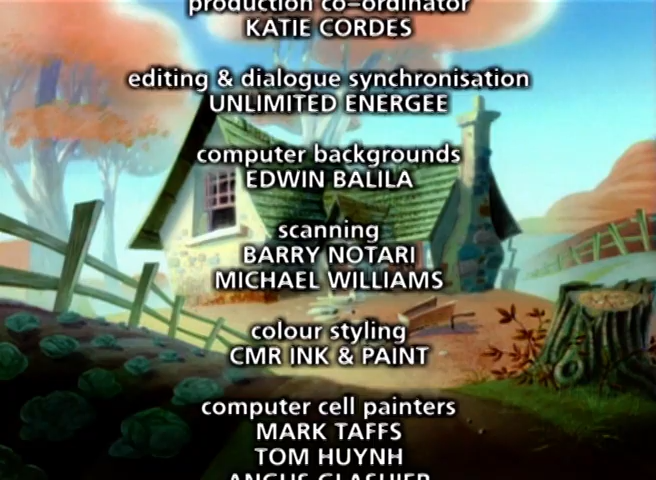 production co-ordinator
KATIE CORDES
editing & dialogue synchronisation
UNLIMITED ENERGEE
computer backgrounds
EDWIN BALILA
scanning
BARRY NOTARI
MICHAEL WILLIAMS
colour styling
CMR INK & PAINT
computer cell painters
MARK TAFFS
TOM HUYNH